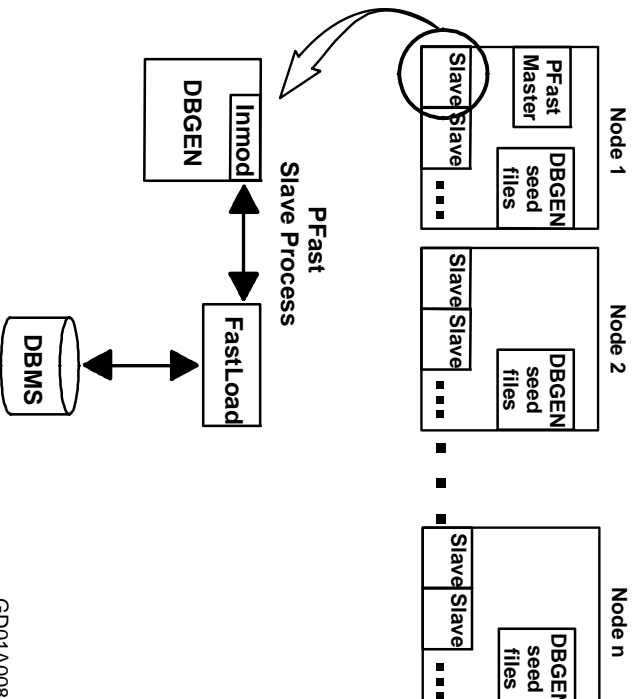 Node 1
PFast
Master
DBGEN
seed
files
Slave Slave
Node 2
DBGEN
seed
files
Slave Slave
Node n
DBGEN
seed
files
Slave Slave
PFast
Slave Process
Inmod
DBGEN
FastLoad
DBMS
GD01A008